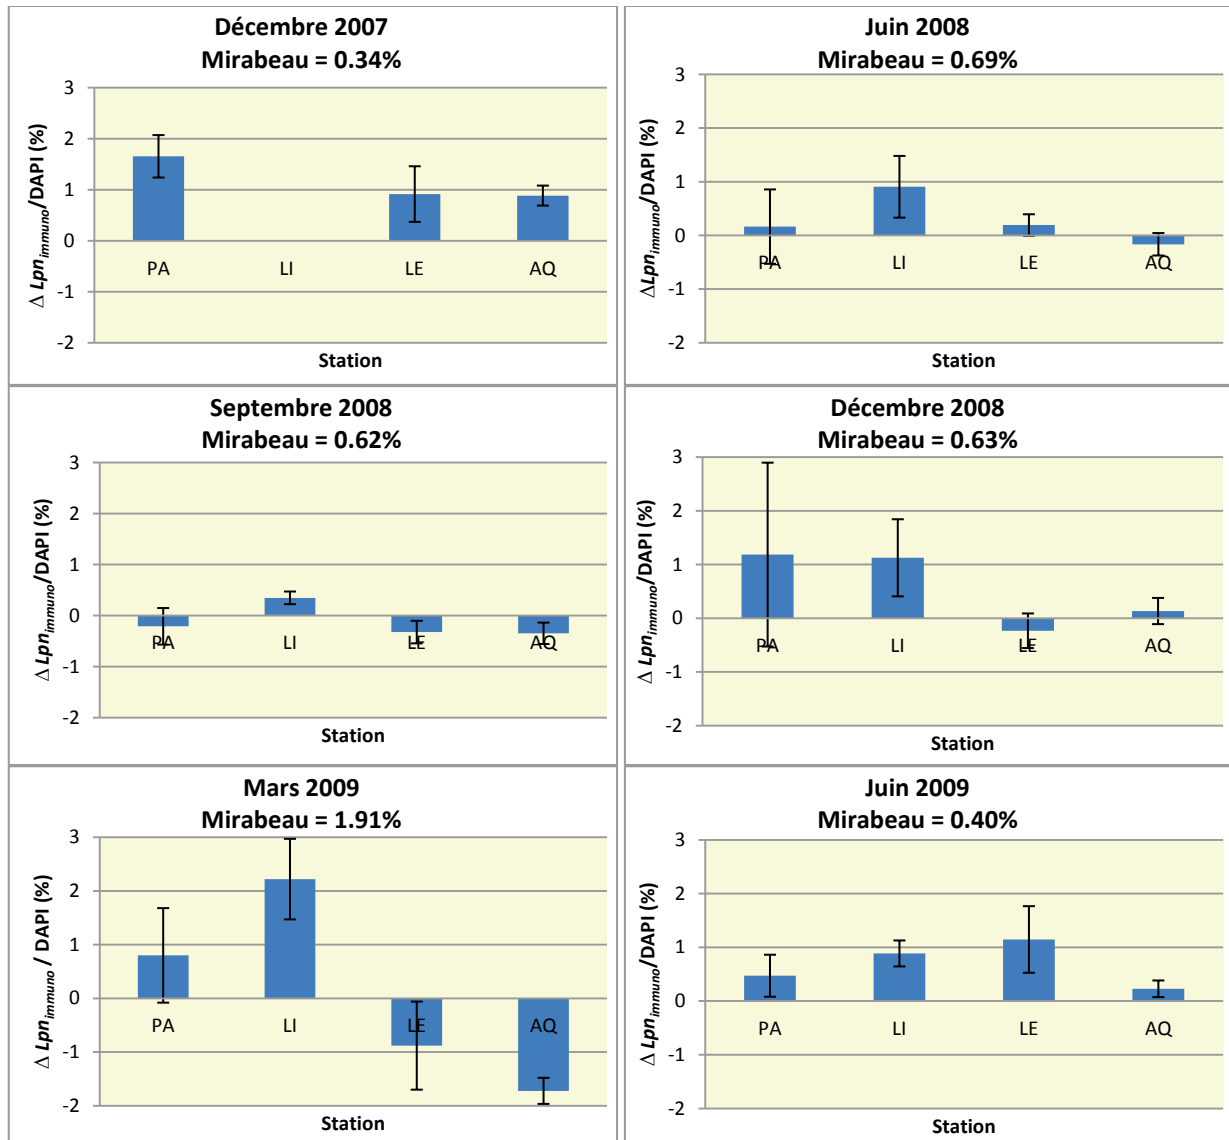 Décembre 2007
Mirabeau = 0.34%
Δ Lpnimmuno/DAPI (%)
3
2
1
0
-1
-2
PA LI LE AQ
Station
Juin 2008
Mirabeau = 0.69%
ΔLpnimmuno/DAPI (%)
3
2
1
0
-1
-2
PA LI LE AQ
Station
Septembre 2008
Mirabeau = 0.62%
Δ Lpnimmuno/DAPI (%)
3
2
1
0
-1
-2
PA LI LE AQ
Station
Décembre 2008
Mirabeau = 0.63%
Δ Lpnimmuno/DAPI (%)
3
2
1
0
-1
-2
PA LI LE AQ
Station
Mars 2009
Mirabeau = 1.91%
Δ Lpnimmuno / DAPI (%)
3
2
1
0
-1
-2
PA LI LE AQ
Station
Juin 2009
Mirabeau = 0.40%
Δ Lpnimmuno/DAPI (%)
3
2
1
0
-1
-2
PA LI LE AQ
Station